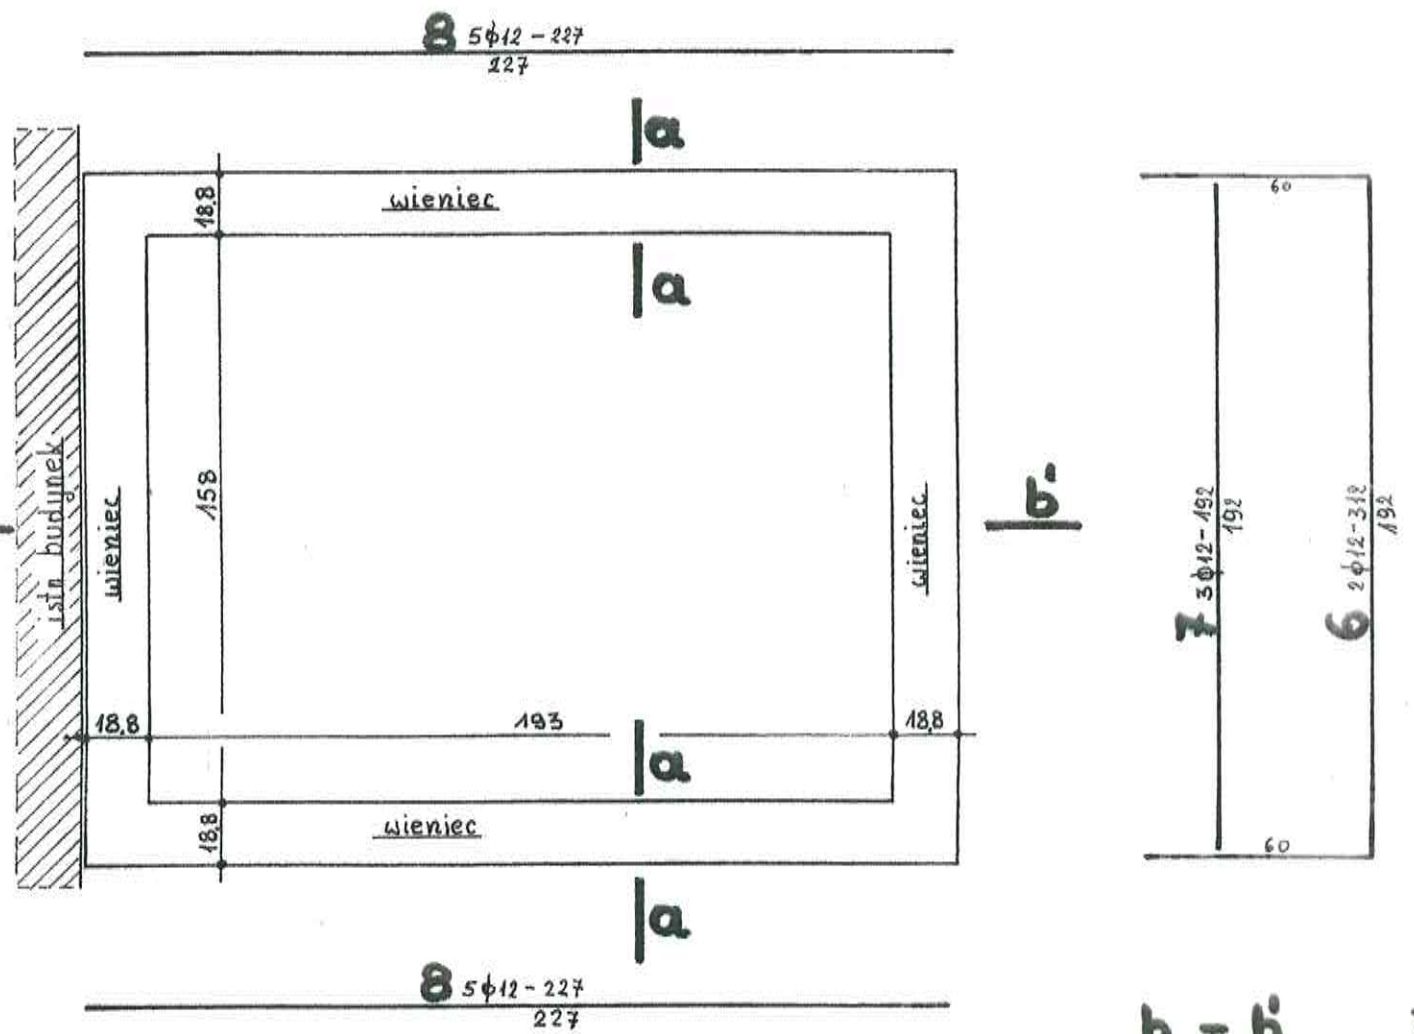 8 5ϕ12 - 227
227
a
wieniec
18.8
a
60
istn budynek
wieniec
158
wieniec
b'
7 3ϕ12-192
192
6 2ϕ12-312
192
18.8
193
18.8
a
18.8
wieniec
60
a
8 5ϕ12 - 227
227
b - b'